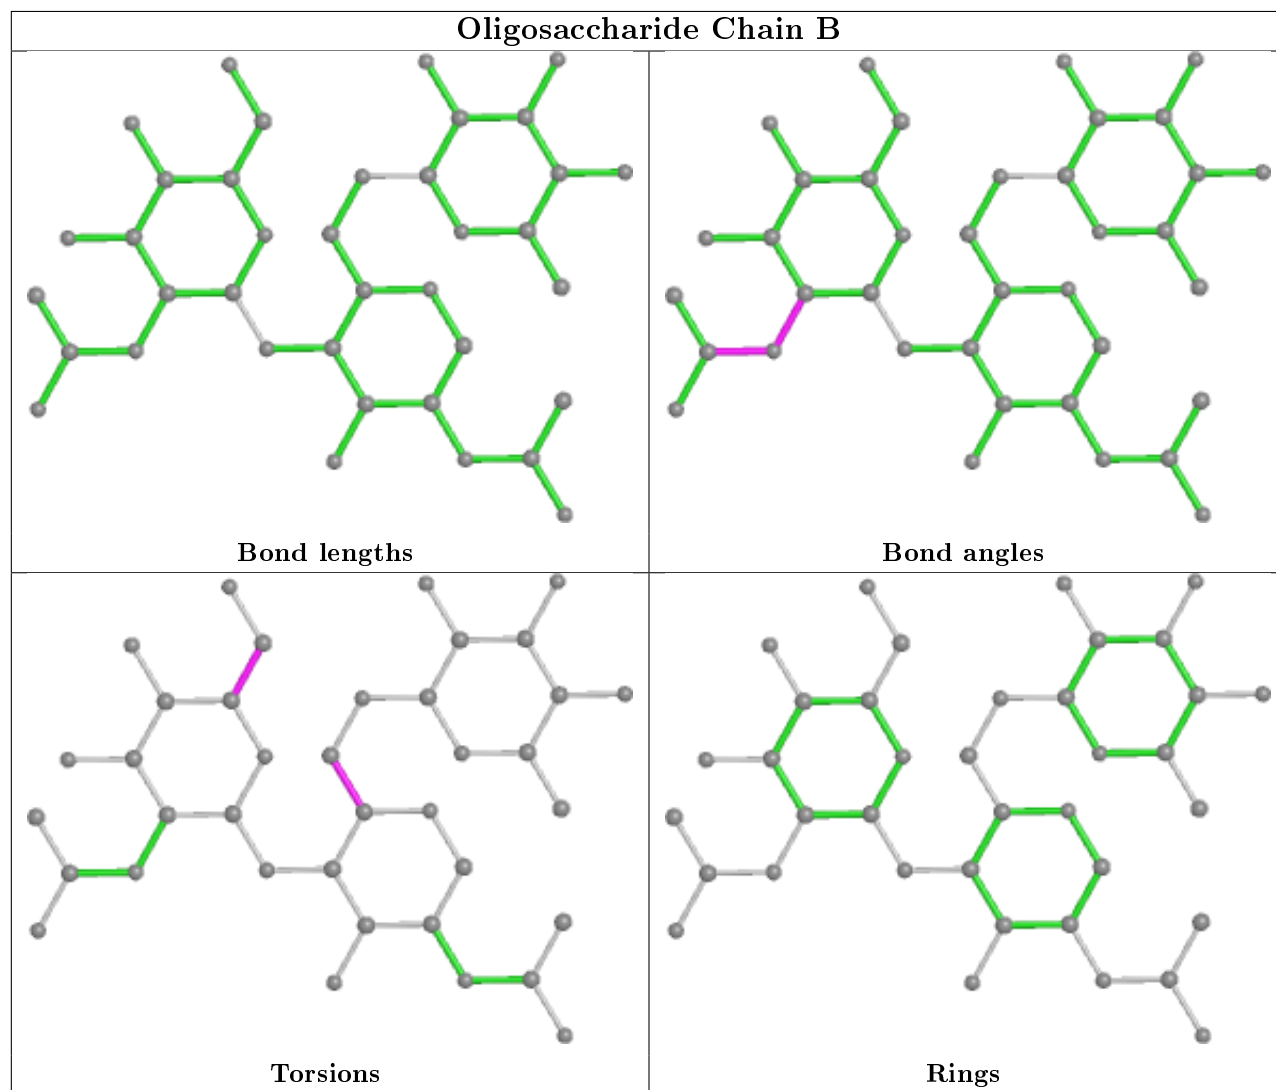 Oligosaccharide Chain B
Bond lengths
Bond angles
Torsions
Rings